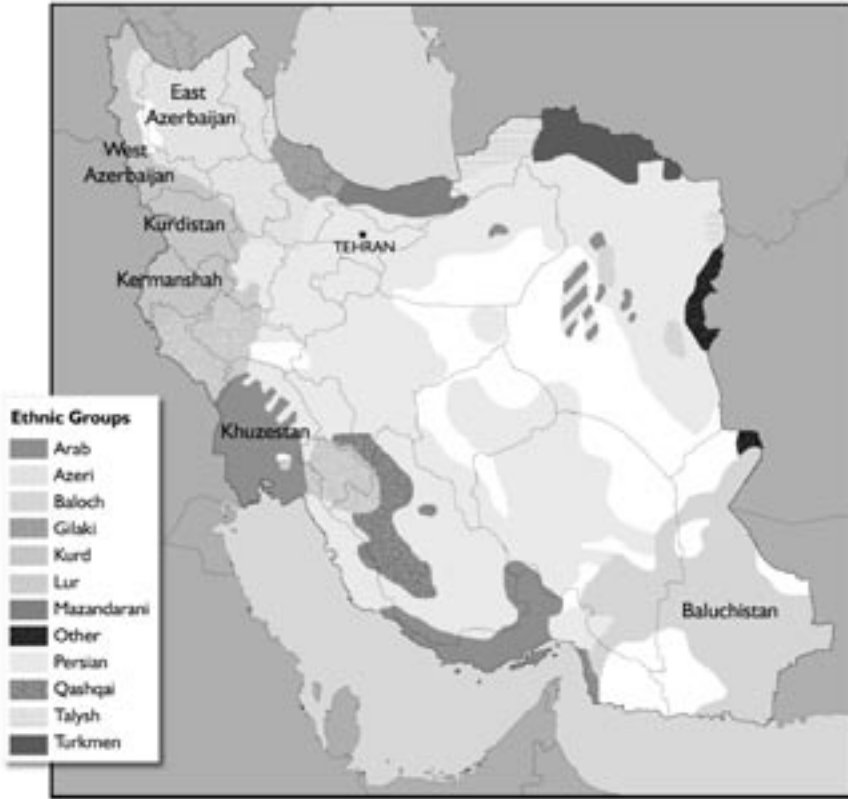 East
Azerbaijan
West
Azerbaijan
Kurdistan
TEHRAN
Kermanshah
Khuzestan
Baluchistan
Ethnic Groups
Arab
Azeri
Baloch
Gilaki
Kurd
Lur
Mazandarani
Other
Persian
Qashqai
Talysh
Turkmen